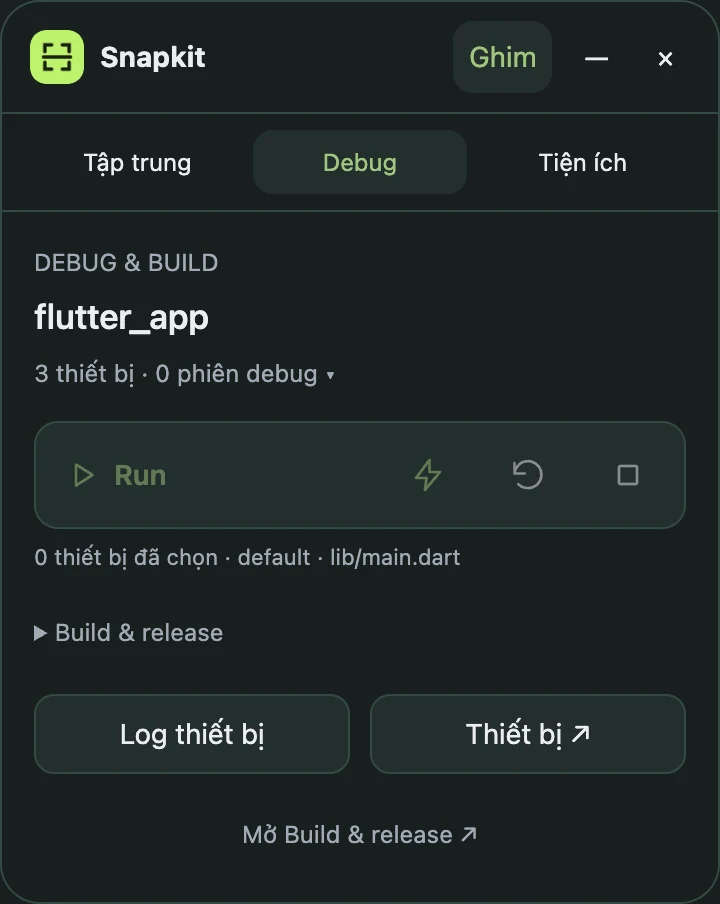 Snapkit
Ghim
Tập trung
Debug
Tiện ích
DEBUG & BUILD
flutter_app
3 thiết bị · 0 phiên debug ▾
Run
0 thiết bị đã chọn · default · lib/main.dart
▶ Build & release
Log thiết bị
Thiết bị ↗
Mở Build & release ↗